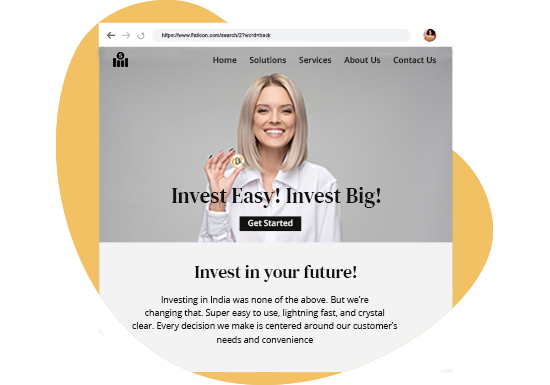 https://www.flaticon.com/search/2?word=back
Home Solutions Services About Us Contact Us
Invest Easy! Invest Big!
Get Started
Invest in your future!
Investing in India was none of the above. But we're
changing that. Super easy to use, lightning fast, and crystal
clear. Every decision we make is centered around our customer's
needs and convenience